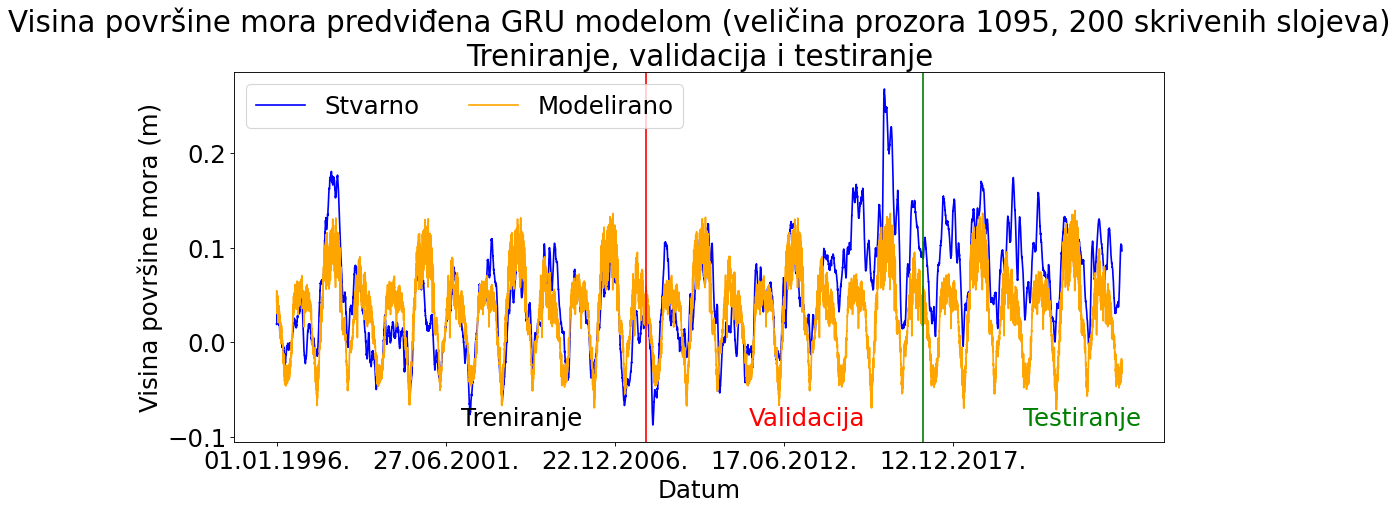 Visina površine mora predviđena GRU modelom (veličina prozora 1095, 200 skrivenih slojeva)
Treniranje, validacija i testiranje
Stvarno
Modelirano
Visina površine mora (m)
0.2
0.1
0.0
−0.1
Treniranje
Validacija
Testiranje
01.01.1996.
27.06.2001.
22.12.2006.
17.06.2012.
12.12.2017.
Datum